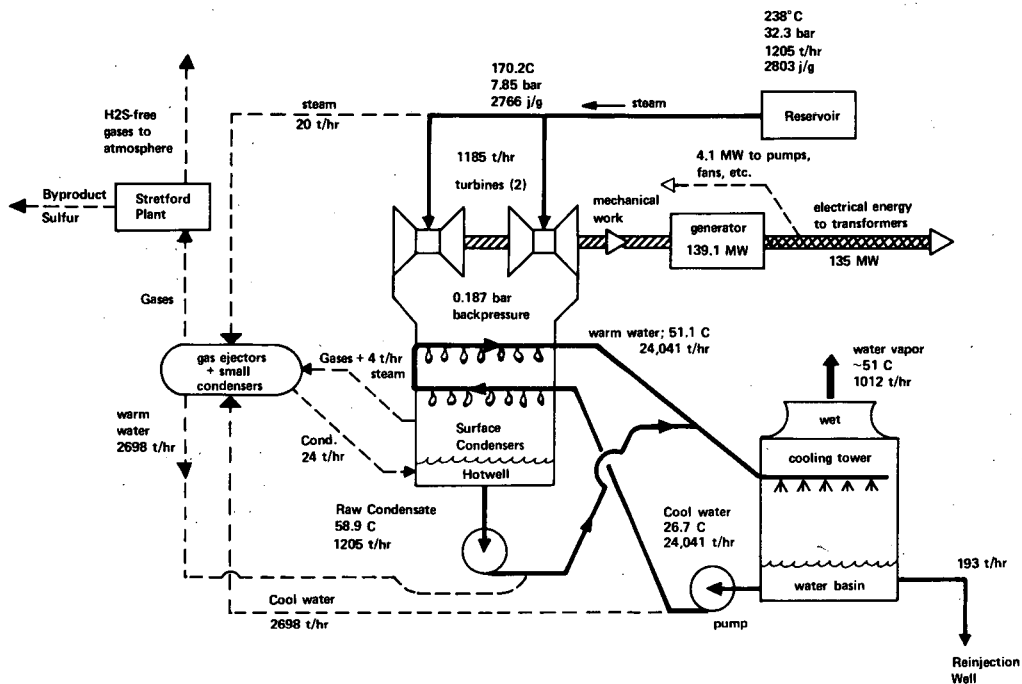 238°C
32.3 bar
1205 t/hr
2803 j/g
Reservoir
170.2C
7.85 bar
2766 j/g
steam
steam
20 t/hr
H2S-free
gases to
atmosphere
1185 t/hr
turbines (2)
4.1 MW to pumps,
fans, etc.
Byproduct
Sulfur
Stretford
Plant
mechanical
work
generator
139.1 MW
electrical energy
to transformers
135 MW
Gases
0.187 bar
backpressure
warm water; 51.1 C
24,041 t/hr
gas ejectors
+ small
condensers
Gases + 4 t/hr
steam
water vapor
~51 C
1012 t/hr
warm
water
2698 t/hr
Cond.
24 t/hr
Surface
Condensers
Hotwell
wet
cooling tower
Raw Condensate
58.9 C
1205 t/hr
Cool water
26.7 C
24,041 t/hr
water basin
193 t/hr
Cool water
2698 t/hr
pump
Reinjection
Well